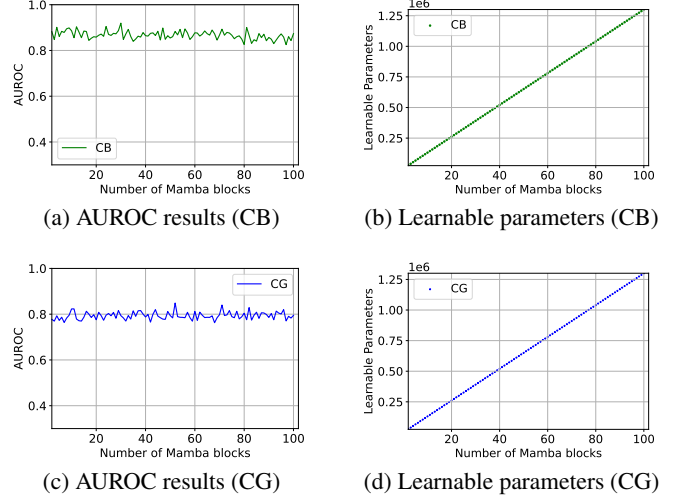 1.0
0.8
0.6
0.4
AUROC
CB
20 40 60 80 100
Number of Mamba blocks
(a) AUROC results (CB)
1e6
1.25
1.00
0.75
0.50
0.25
Learnable Parameters
CB
20 40 60 80 100
Number of Mamba blocks
(b) Learnable parameters (CB)
1.0
0.8
0.6
0.4
AUROC
CG
20 40 60 80 100
Number of Mamba blocks
(c) AUROC results (CG)
1e6
1.25
1.00
0.75
0.50
0.25
Learnable Parameters
CG
20 40 60 80 100
Number of Mamba blocks
(d) Learnable parameters (CG)